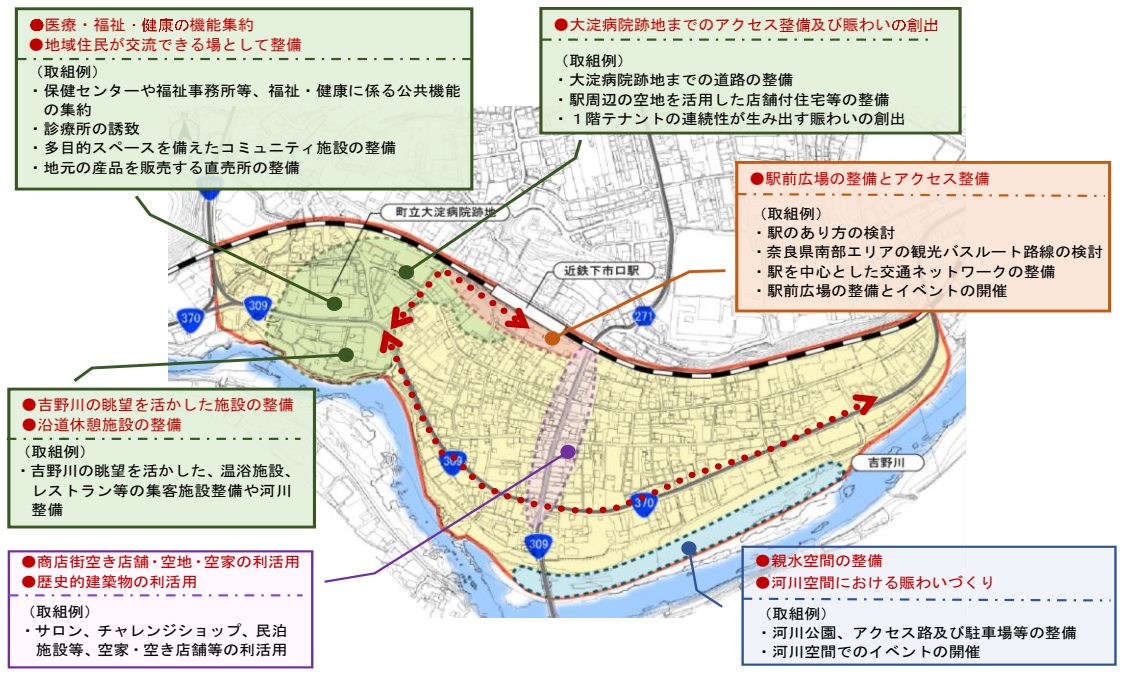 ●医療・福祉・健康の機能集約
●地域住民が交流できる場として整備
（取組例）
・保健センターや福祉事務所等、福祉・健康に係る公共機能
の集約
・診療所の誘致
・多目的スペースを備えたコミュニティ施設の整備
・地元の産品を販売する直売所の整備
●大淀病院跡地までのアクセス整備及び賑わいの創出
（取組例）
・大淀病院跡地までの道路の整備
・駅周辺の空地を活用した店舗付住宅等の整備
・１階テナントの連続性が生み出す賑わいの創出
●駅前広場の整備とアクセス整備
（取組例）
・駅のあり方の検討
・奈良県南部エリアの観光バスルート路線の検討
・駅を中心とした交通ネットワークの整備
・駅前広場の整備とイベントの開催
町立大淀病院跡地
近鉄下市口駅
309
370
271
●吉野川の眺望を活かした施設の整備
●沿道休憩施設の整備
（取組例）
・吉野川の眺望を活かした、温浴施設、
レストラン等の集客施設整備や河川
整備
309
370
吉野川
309
●商店街空き店舗・空地・空家の利活用
●歴史的建築物の利活用
（取組例）
・サロン、チャレンジショップ、民泊
施設等、空家・空き店舗等の利活用
●親水空間の整備
●河川空間における賑わいづくり
（取組例）
・河川公園、アクセス路及び駐車場等の整備
・河川空間でのイベントの開催